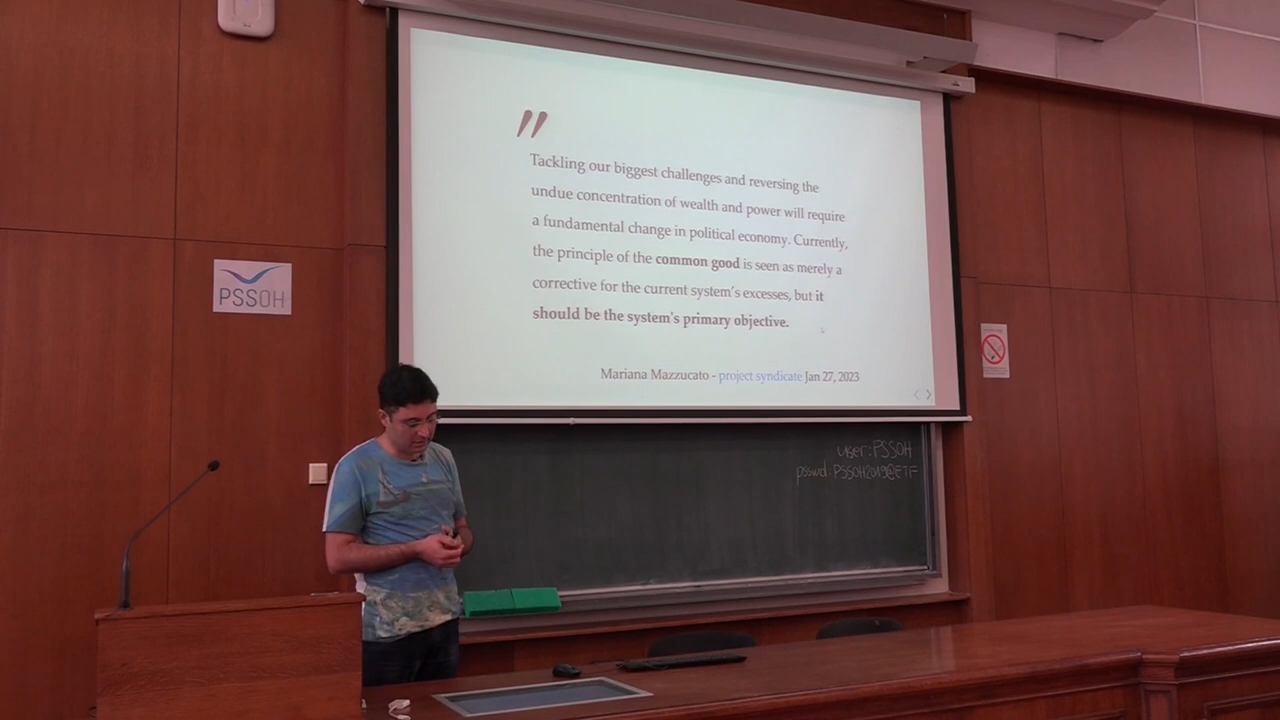 "
Tackling our biggest challenges and reversing the
undue concentration of wealth and power will require
a fundamental change in political economy. Currently,
the principle of the common good is seen as merely a
corrective for the current system's excesses, but it
should be the system's primary objective.
Mariana Mazzucato - project syndicate Jan 27, 2023
PSSOH
user: PSSOH
psswd: PSSOH2019@ETF